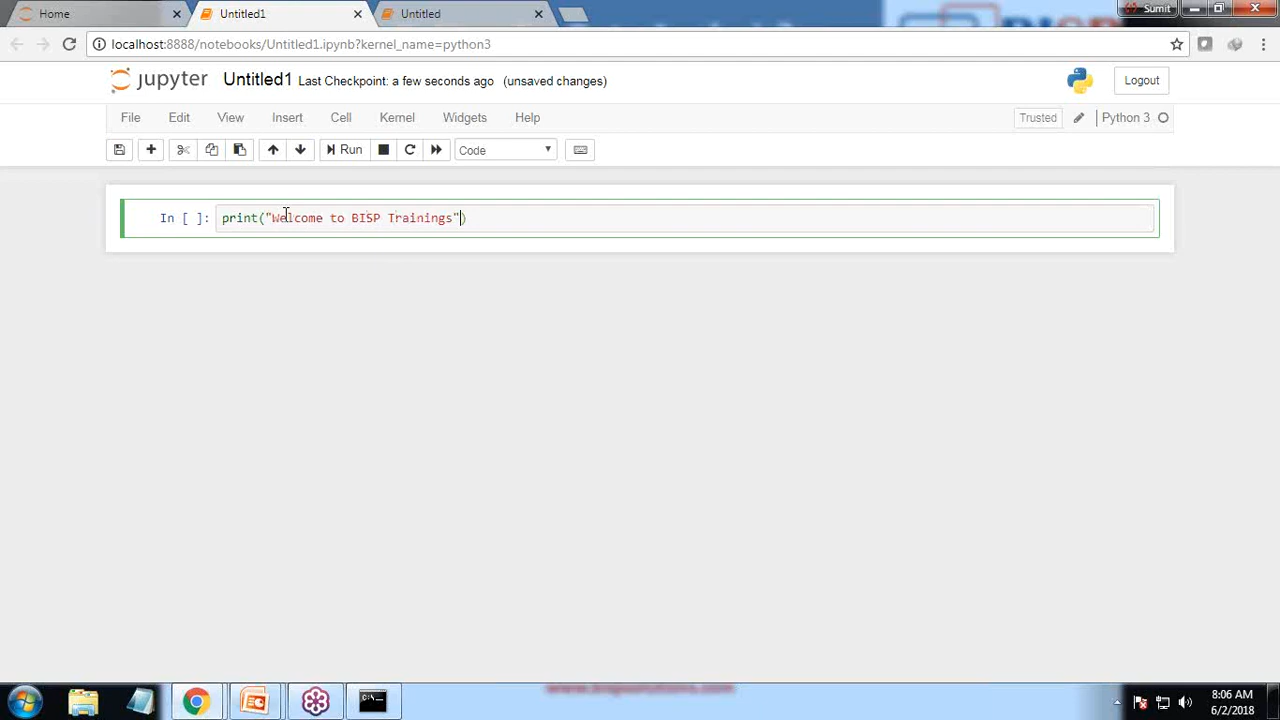 Home
Untitled1
Untitled
Sumit
localhost:8888/notebooks/Untitled1.ipynb?kernel_name=python3
jupyter Untitled1 Last Checkpoint: a few seconds ago (unsaved changes)
Logout
File Edit View Insert Cell Kernel Widgets Help
Trusted
Python 3
Run
Code
In [ ]: print("Welcome to BISP Trainings")
8:06 AM
6/2/2018